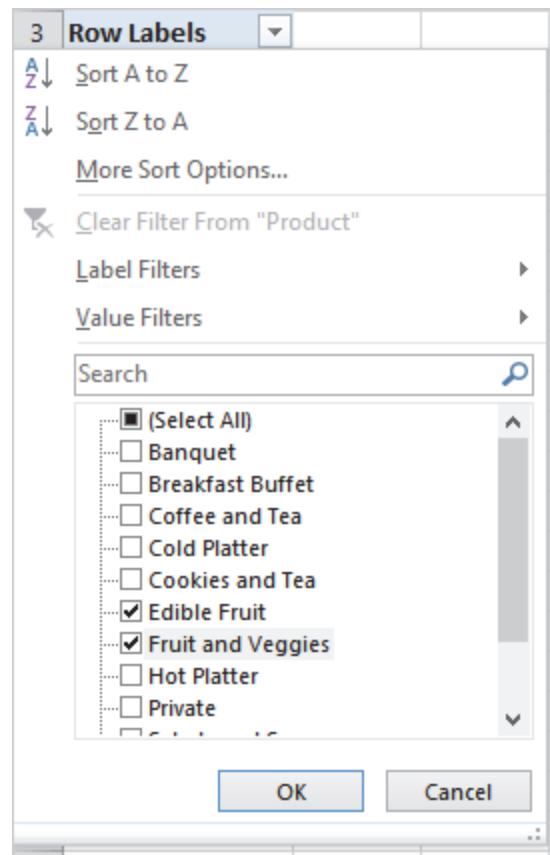 3 Row Labels
Sort A to Z
Sort Z to A
More Sort Options...
Clear Filter From "Product"
Label Filters
Value Filters
Search
(Select All)
Banquet
Breakfast Buffet
Coffee and Tea
Cold Platter
Cookies and Tea
Edible Fruit
Fruit and Veggies
Hot Platter
Private
OK Cancel